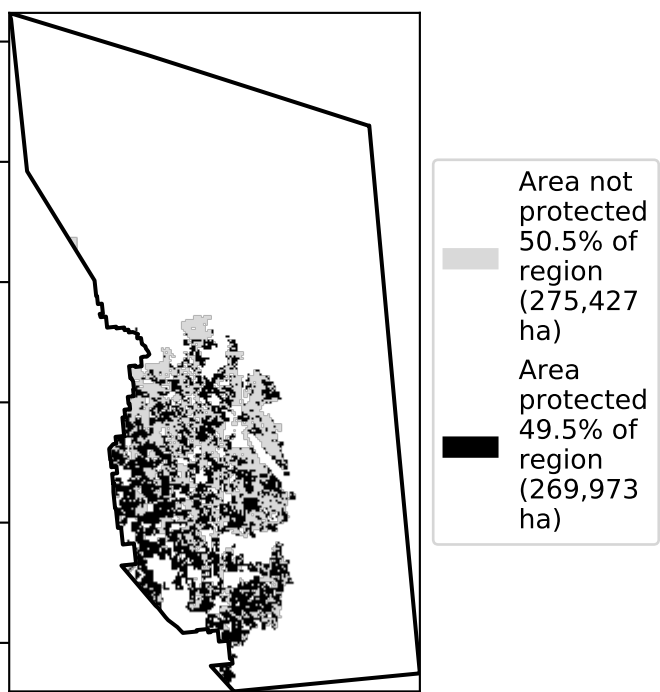 Area not
protected
50.5% of
region
(275,427
ha)
Area
protected
49.5% of
region
(269,973
ha)